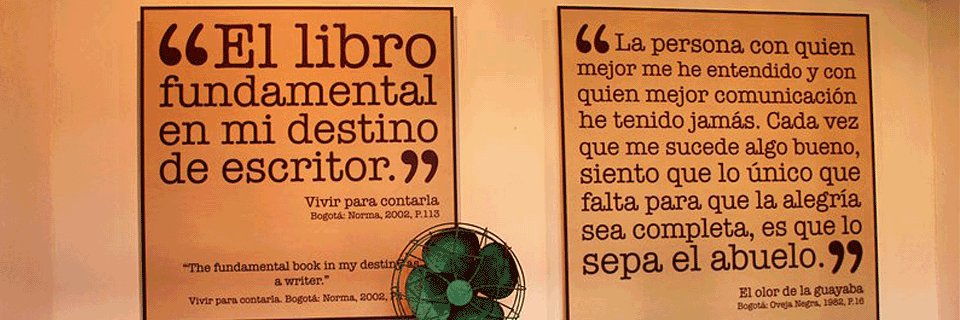 “El libro
fundamental
en mi destino
de escritor.”
Vivir para contarla
Bogotá: Norma, 2002, P.113
“The fundamental book in my destiny as
a writer.”
Vivir para contarla. Bogotá: Norma, 2002,
“La persona con quien
mejor me he entendido y con
quien mejor comunicación
he tenido jamás. Cada vez
que me sucede algo bueno,
siento que lo único que
falta para que la alegría
sea completa, es que lo
sepa el abuelo.”
El olor de la guayaba
Bogotá: Oveja Negra, 1982, P.16